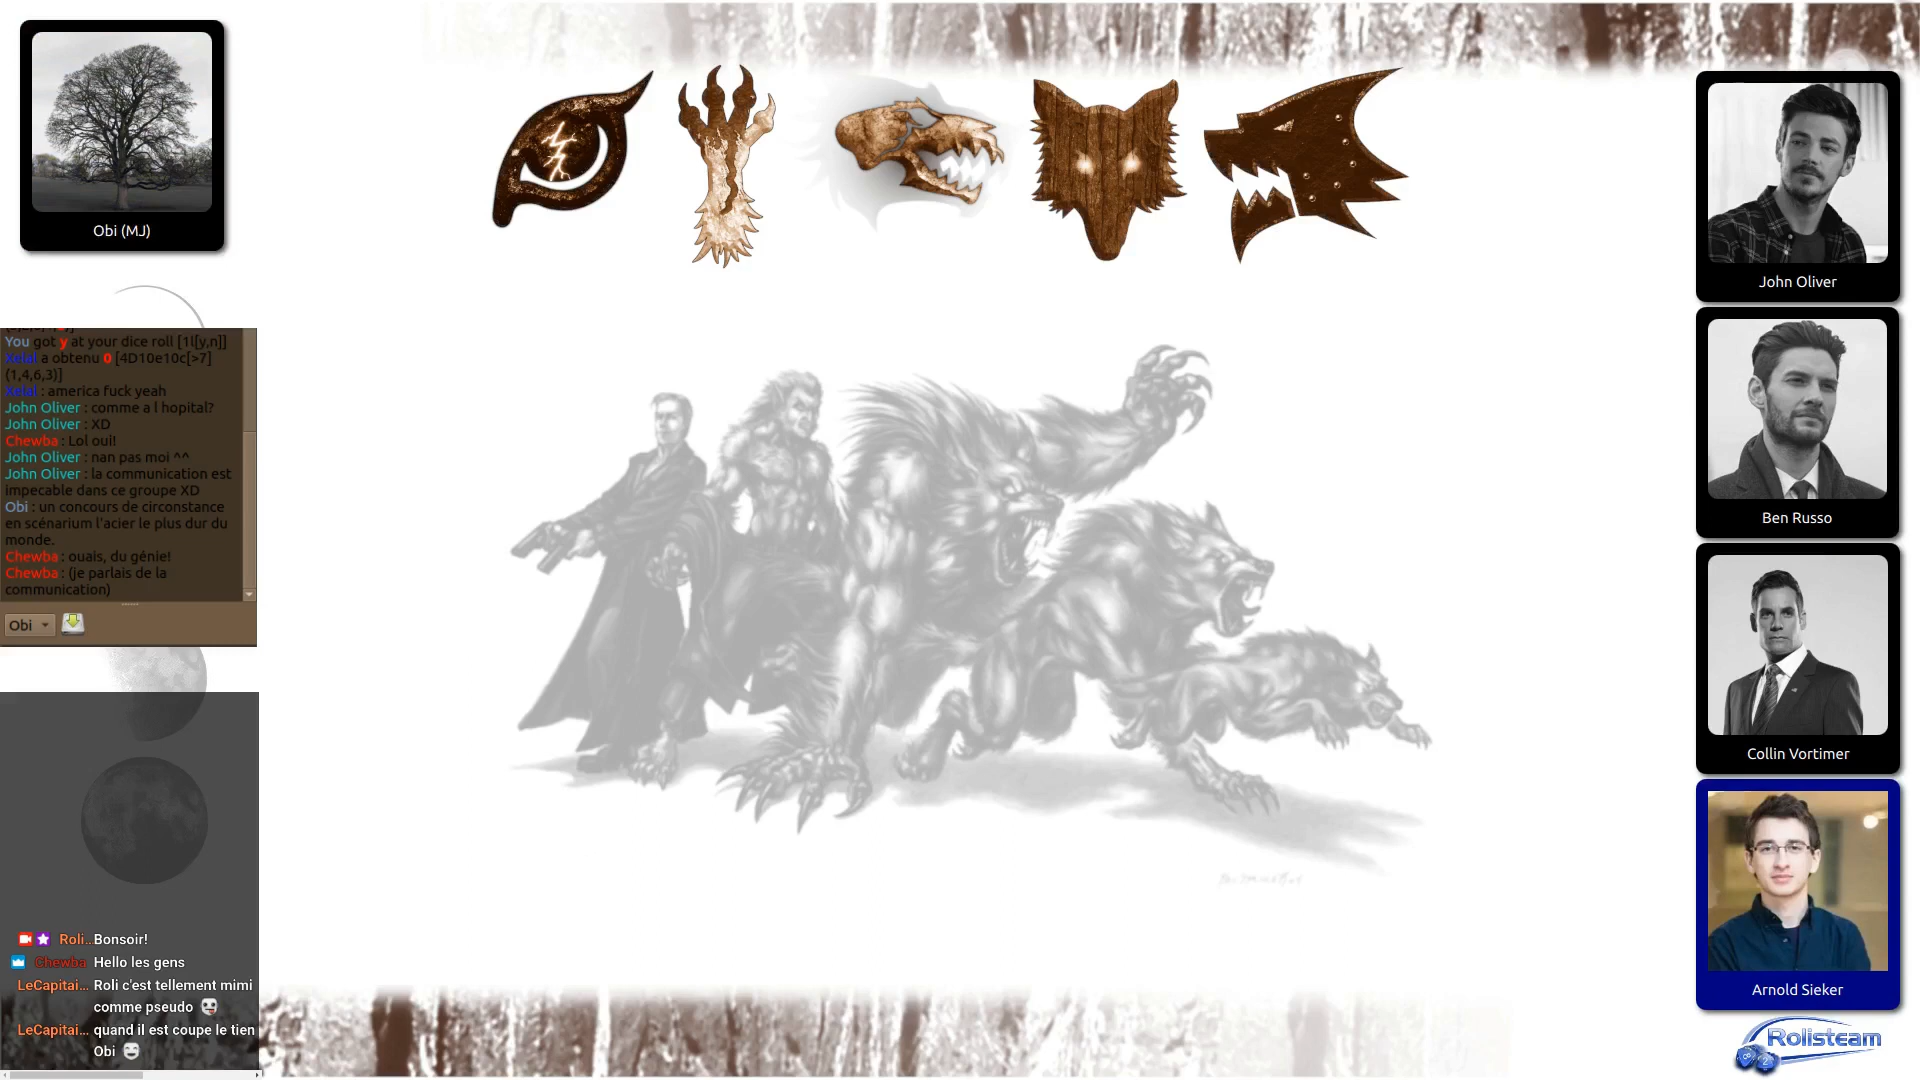 Obi (MJ)
You got y at your dice roll [1l[y,n]]
Xelal a obtenu 0 [4D10e10c[>7]
(1,4,6,3)]
Xelal : america fuck yeah
John Oliver : comme a l hopital?
John Oliver : XD
Chewba : Lol oui!
John Oliver : nan pas moi ^^
John Oliver : la communication est
impecable dans ce groupe XD
Obi : un concours de circonstance
en scénarium l'acier le plus dur du
monde.
Chewba : ouais, du génie!
Chewba : (je parlais de la
communication)
Obi
Roli...Bonsoir!
Chewba Hello les gens
LeCapitai... Roli c'est tellement mimi
comme pseudo
LeCapitai... quand il est coupe le tien
Obi
John Oliver
Ben Russo
Collin Vortimer
Arnold Sieker
Rolisteam